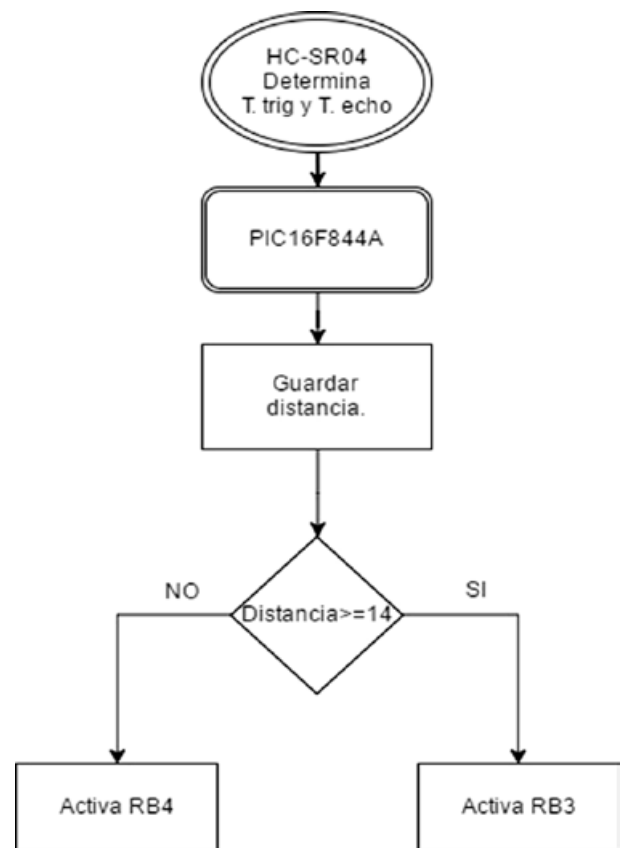 HC-SR04
Determina
T. trig y T. echo
PIC16F844A
Guardar
distancia.
NO
SI
Distancia>=14
Activa RB4
Activa RB3